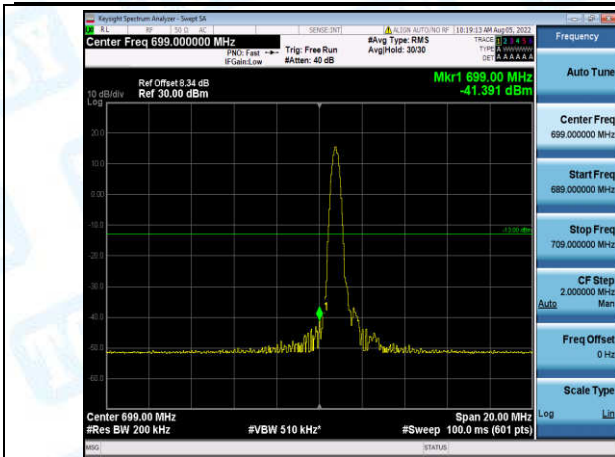 Keysight Spectrum Analyzer - Swept SA
RL RF 50 Ω AC SENSE:INT ALIGN AUTO/NO RF 10:19:13 AM Aug 05, 2022
Center Freq 699.000000 MHz
PNO: Fast
IFGain:Low
Trig: Free Run
#Atten: 40 dB
#Avg Type: RMS
Avg|Hold: 30/30
TRACE 1 2 3 4 5 6
TYPE A WWWWW
DET A A A A A A
Ref Offset 8.34 dB
10 dB/div Ref 30.00 dBm
Log
Mkr1 699.00 MHz
-41.391 dBm
20.0
10.0
0.00
-10.0
-13.00 dBm
-20.0
-30.0
-40.0
-50.0
-60.0
Center 699.00 MHz Span 20.00 MHz
#Res BW 200 kHz #VBW 510 kHz* #Sweep 100.0 ms (601 pts)
MSG STATUS
Frequency
Auto Tune
Center Freq
699.000000 MHz
Start Freq
689.000000 MHz
Stop Freq
709.000000 MHz
CF Step
2.000000 MHz
Auto Man
Freq Offset
0 Hz
Scale Type
Log Lin